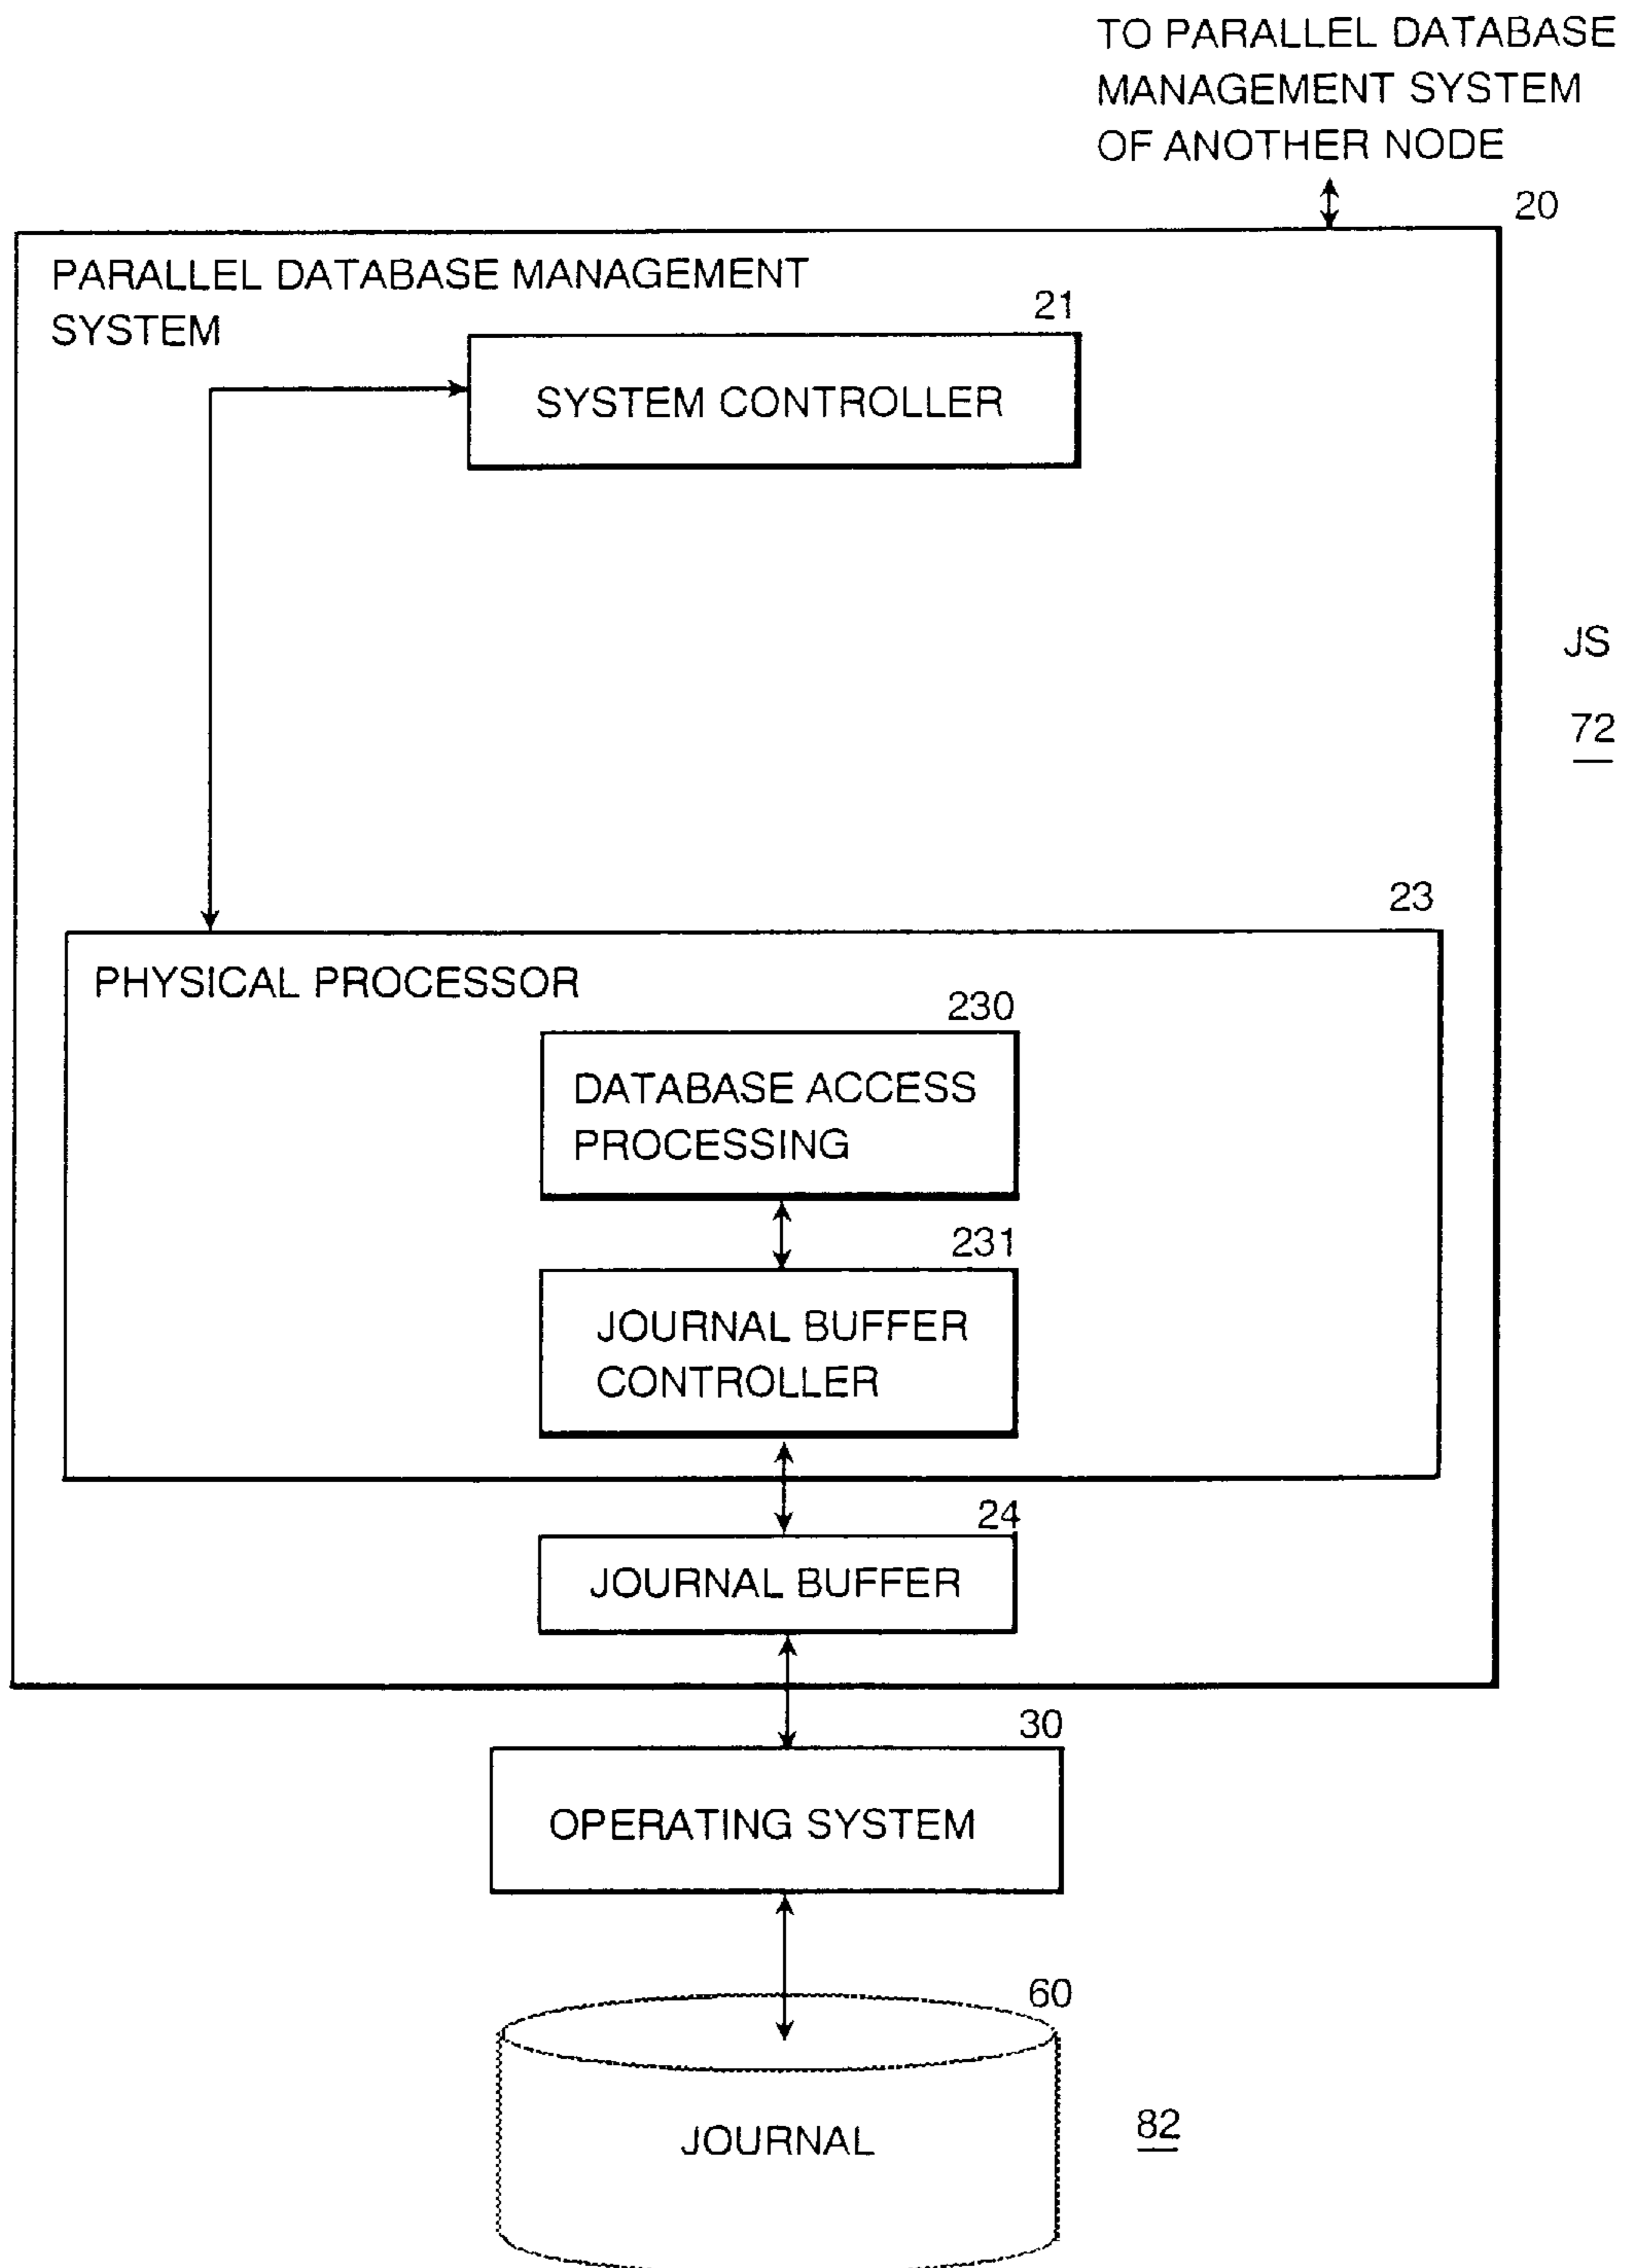 TO PARALLEL DATABASE
MANAGEMENT SYSTEM
OF ANOTHER NODE
20
PARALLEL DATABASE MANAGEMENT
SYSTEM
21
SYSTEM CONTROLLER
JS
72
23
PHYSICAL PROCESSOR
230
DATABASE ACCESS
PROCESSING
231
JOURNAL BUFFER
CONTROLLER
24
JOURNAL BUFFER
30
OPERATING SYSTEM
60
JOURNAL
82